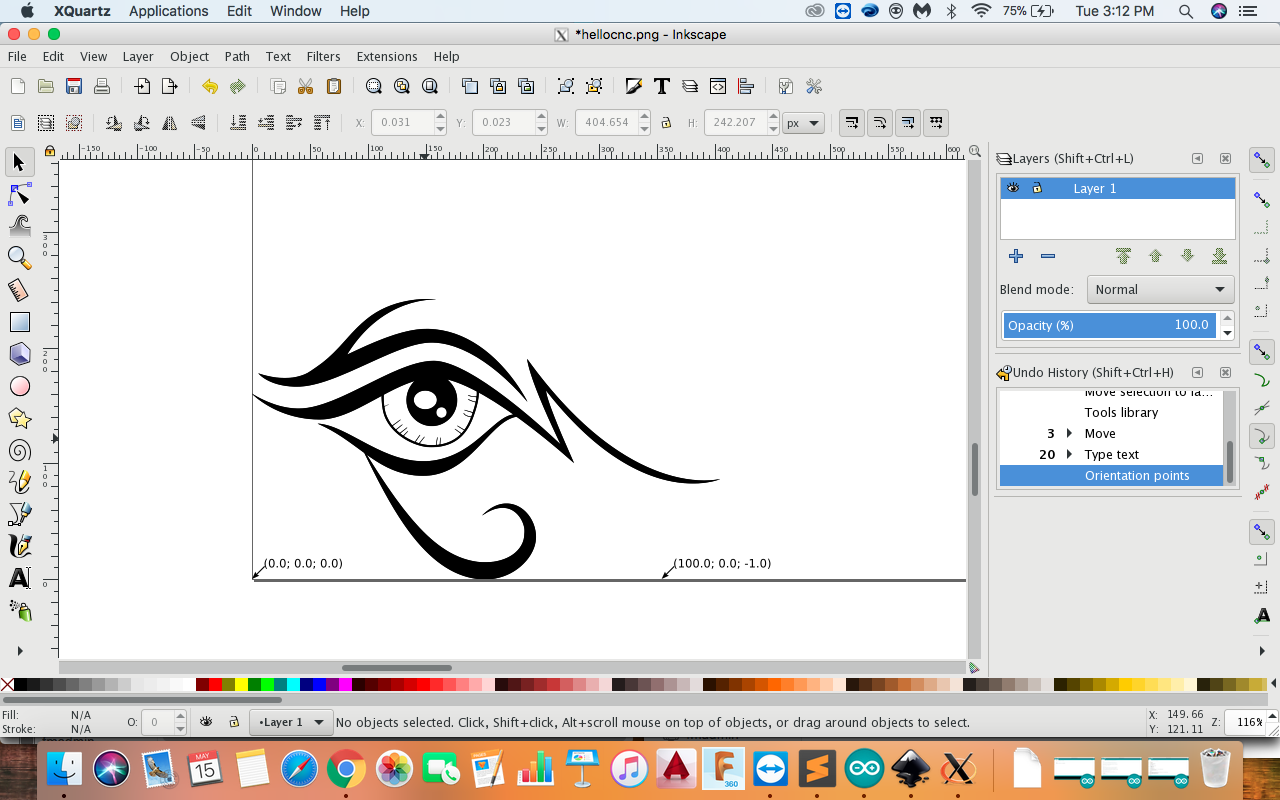 XQuartz Applications Edit Window Help 75% Tue 3:12 PM
*hellocnc.png - Inkscape
File Edit View Layer Object Path Text Filters Extensions Help
X: 0.031 Y: 0.023 W: 404.654 H: 242.207 px
-150 -100 -50 0 50 100 150 200 250 300 350 400 450 500 550 600
Layers (Shift+Ctrl+L)
Layer 1
Blend mode: Normal
Opacity (%) 100.0
Undo History (Shift+Ctrl+H)
Move selection to la...
Tools library
3 Move
20 Type text
Orientation points
300
200
100
0
(0.0; 0.0; 0.0) (100.0; 0.0; -1.0)
Fill: N/A
Stroke: N/A
O: 0
•Layer 1
No objects selected. Click, Shift+click, Alt+scroll mouse on top of objects, or drag around objects to select.
X: 149.66
Y: 121.11
Z: 116%
MAY
15
F
360